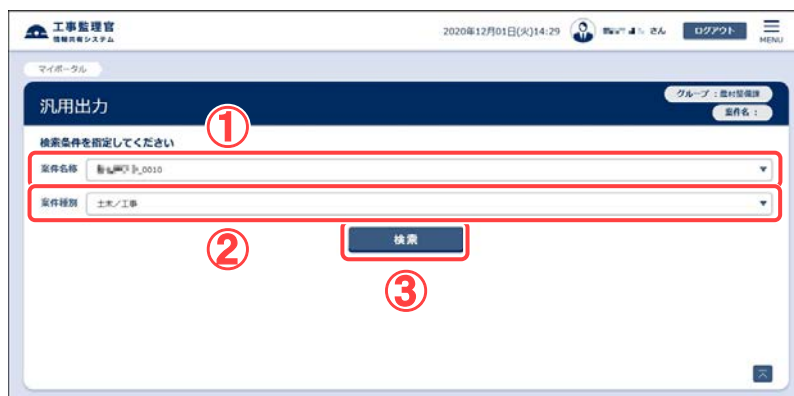 工事監理官
情報共有システム
2020年12月01日(火)14:29
さん
ログアウト
MENU
マイポータル
汎用出力
グループ：農村整備課
案件名：
①
検索条件を指定してください
案件名称
_0010
案件種別
土木／工事
②
検索
③